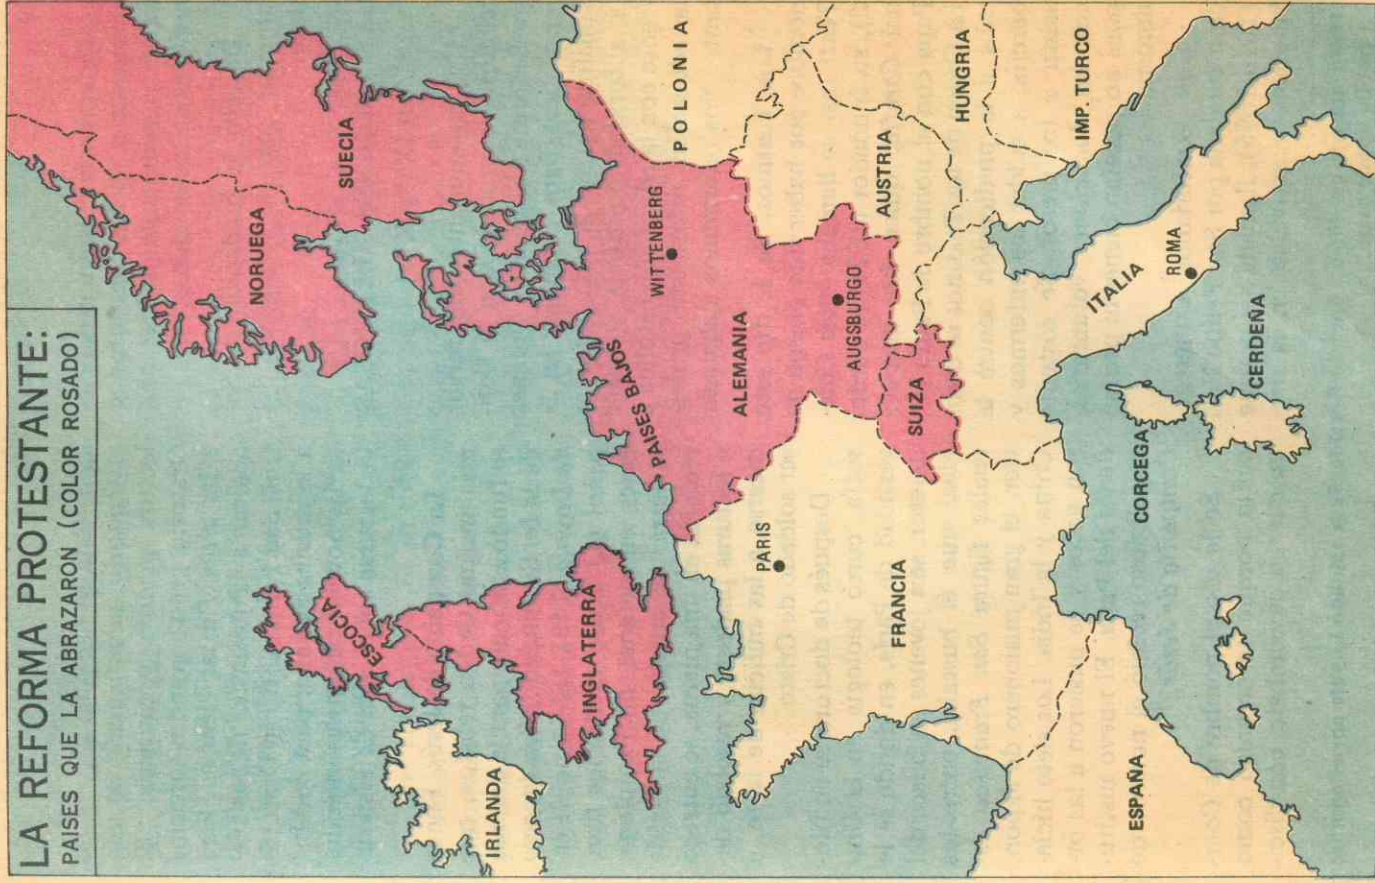 LA REFORMA PROTESTANTE:
PAISES QUE LA ABRAZARON (COLOR ROSADO)
NORUEGA
SUECIA
ESCOCIA
IRLANDA
INGLATERRA
PAISES BAJOS
WITTENBERG
POLONIA
ALEMANIA
AUGSBURGO
PARIS
SUIZA
AUSTRIA
FRANCIA
HUNGRIA
IMP. TURCO
ITALIA
ROMA
CORCEGA
CERDEÑA
ESPAÑA